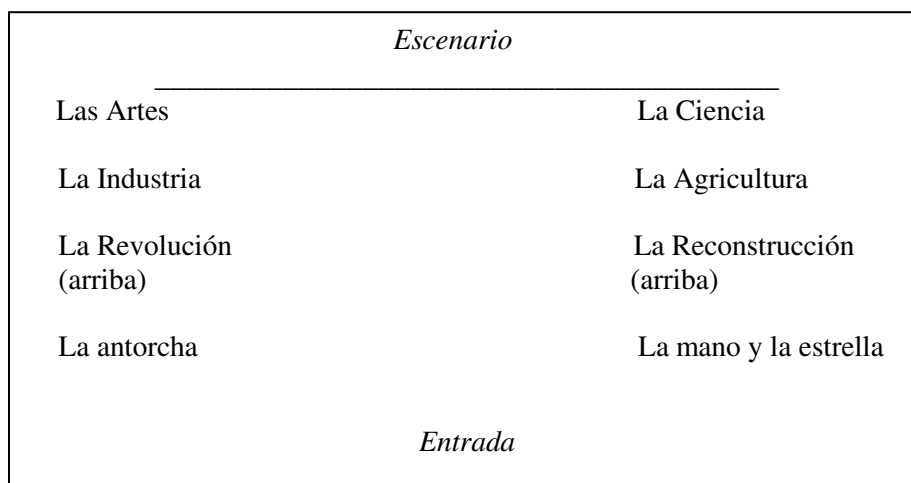 Escenario
Las Artes La Ciencia
La Industria La Agricultura
La Revolución La Reconstrucción
(arriba) (arriba)
La antorcha La mano y la estrella
Entrada